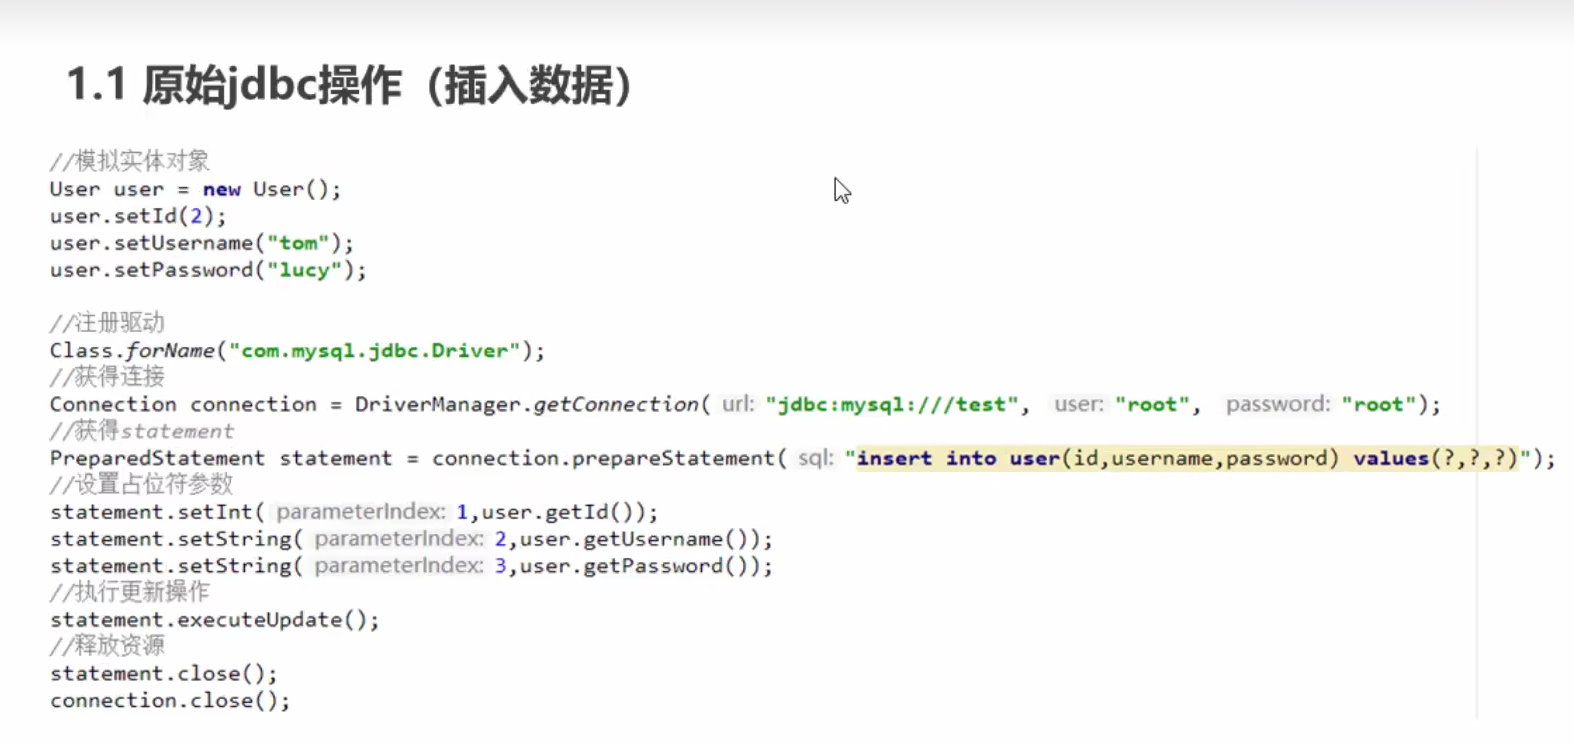 1.1 原始jdbc操作（插入数据）
//模拟实体对象
User user = new User();
user.setId(2);
user.setUsername("tom");
user.setPassword("lucy");
//注册驱动
Class.forName("com.mysql.jdbc.Driver");
//获得连接
Connection connection = DriverManager.getConnection( url: "jdbc:mysql:///test", user: "root", password: "root");
//获得statement
PreparedStatement statement = connection.prepareStatement( sql: "insert into user(id,username,password) values(?,?,?)");
//设置占位符参数
statement.setInt( parameterIndex: 1,user.getId());
statement.setString( parameterIndex: 2,user.getUsername());
statement.setString( parameterIndex: 3,user.getPassword());
//执行更新操作
statement.executeUpdate();
//释放资源
statement.close();
connection.close();